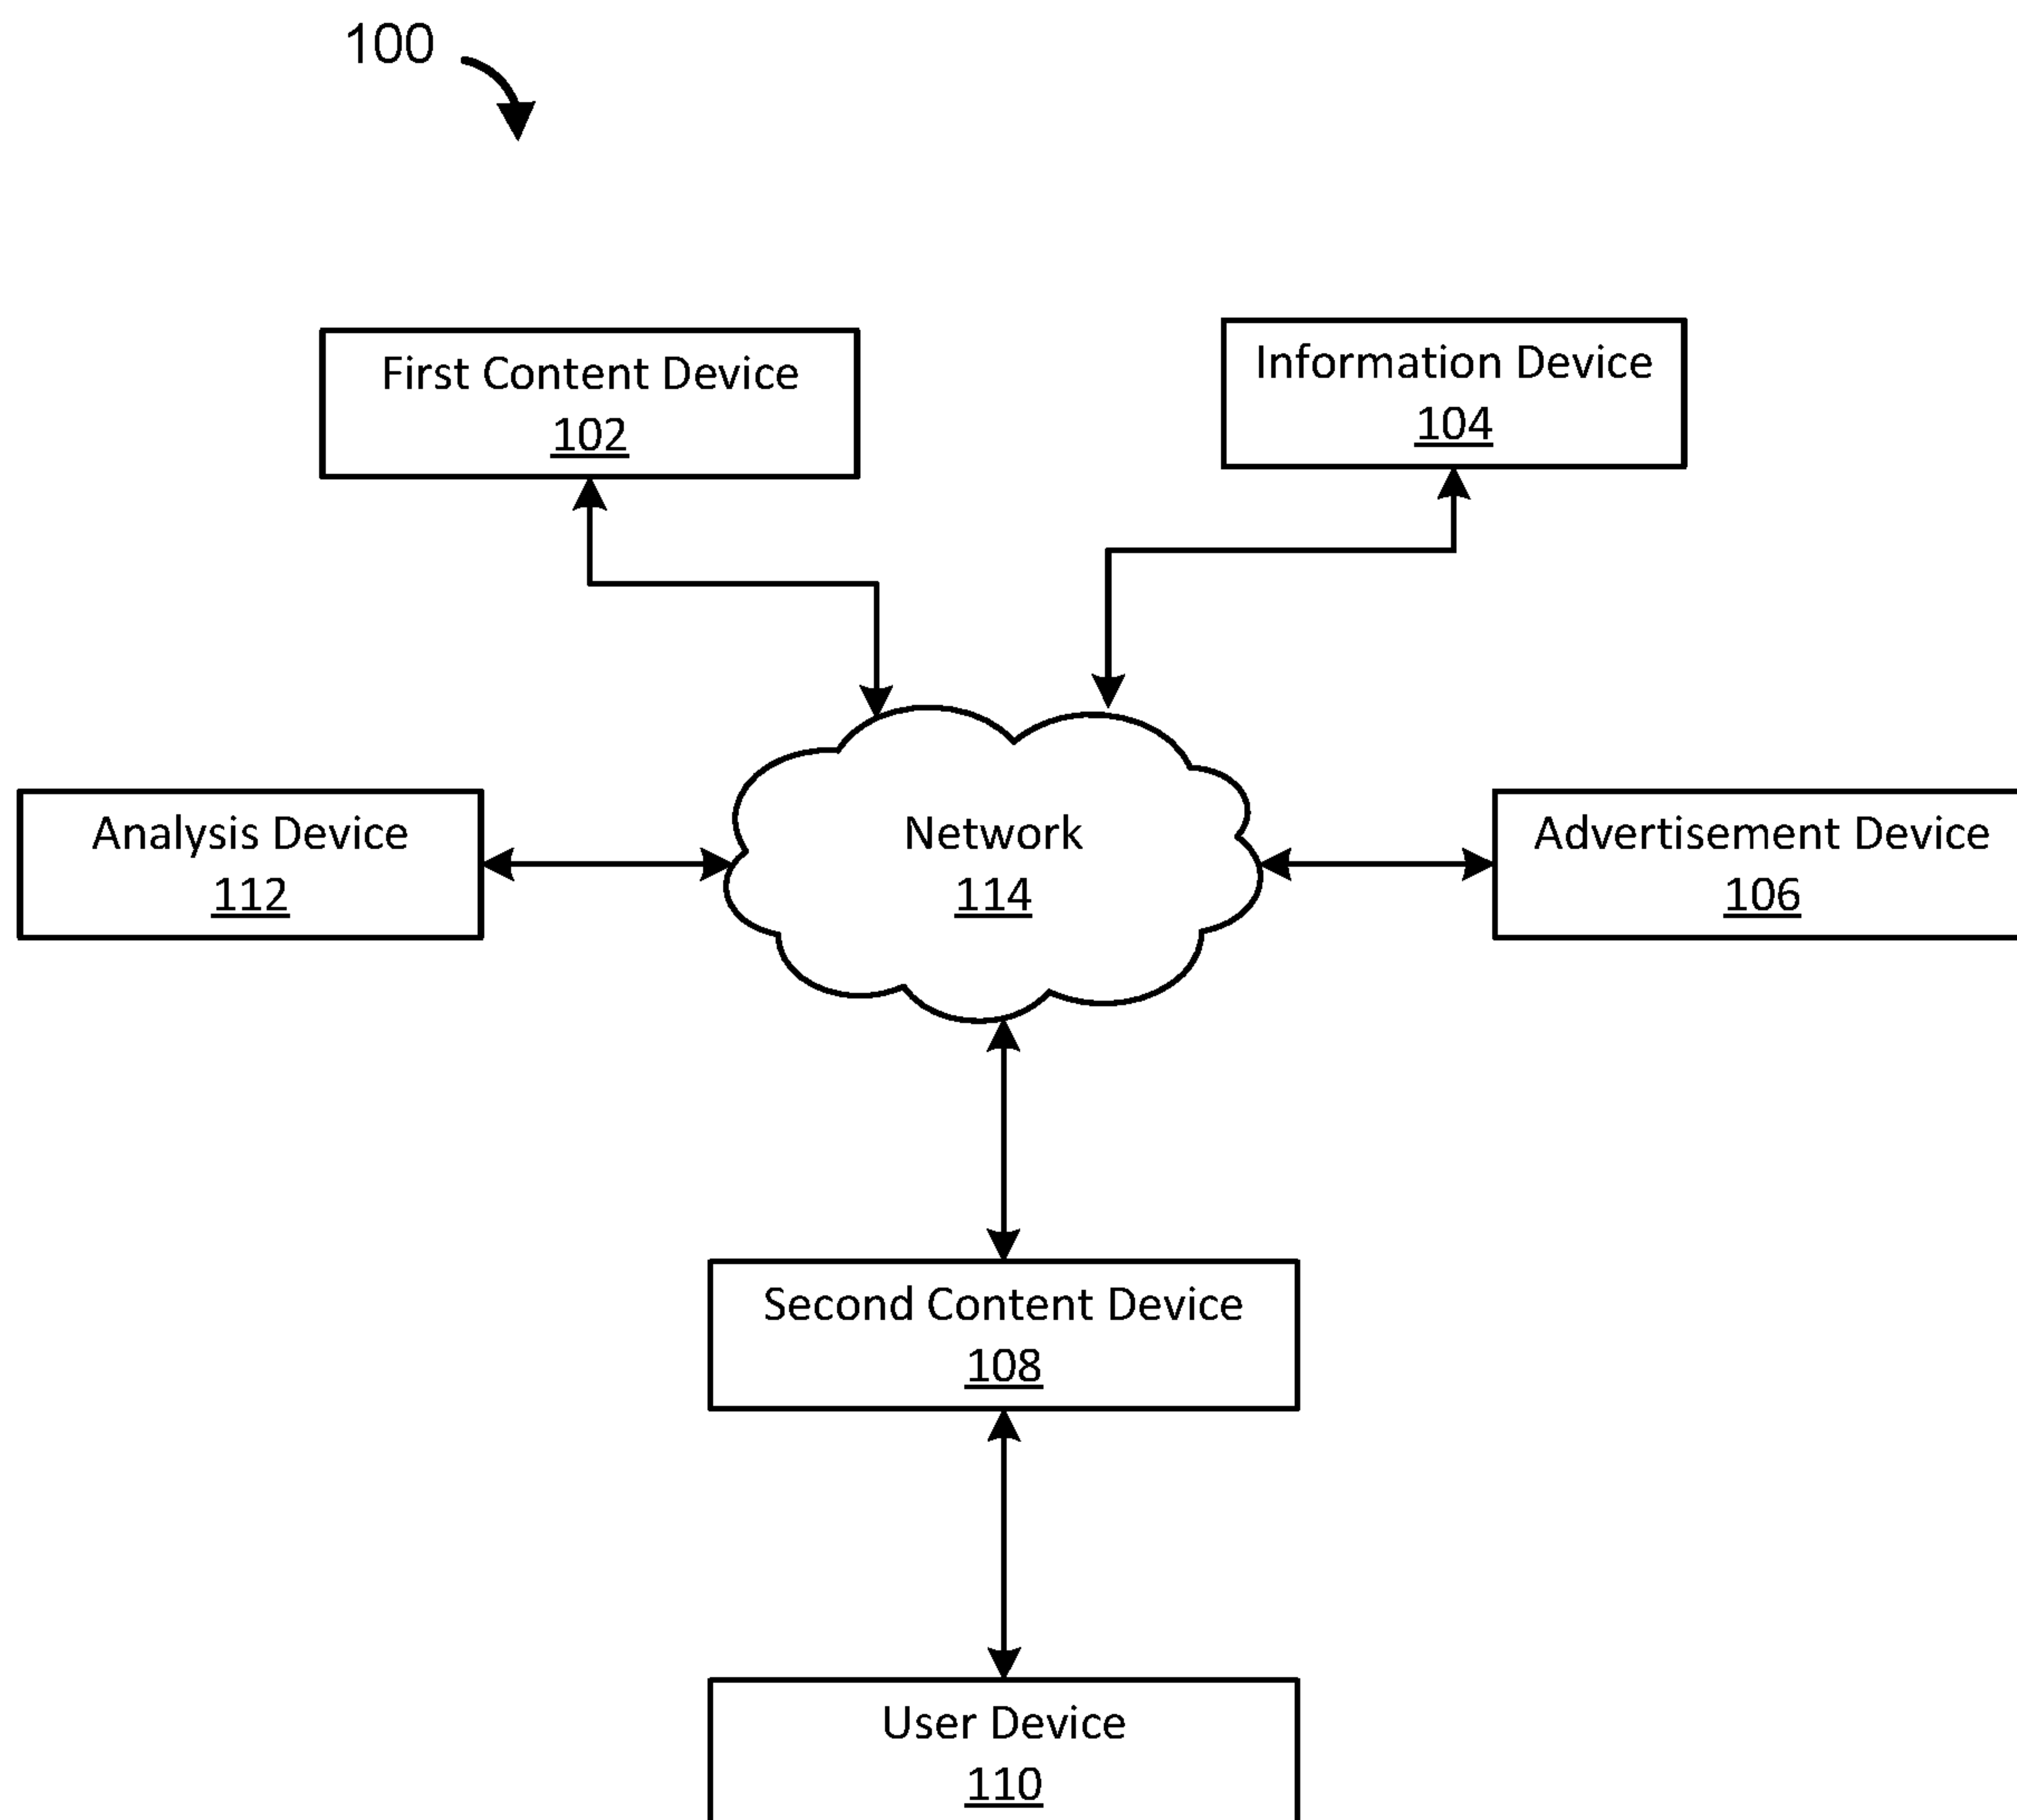 100
First Content Device
102
Information Device
104
Analysis Device
112
Network
114
Advertisement Device
106
Second Content Device
108
User Device
110